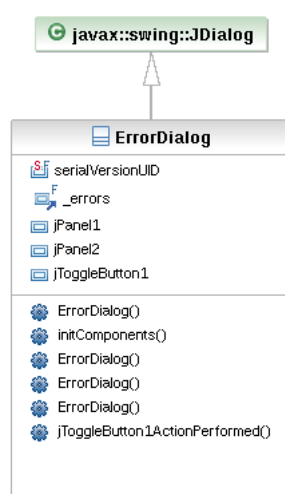 C javax::swing::JDialog
ErrorDialog
S F serialVersionUID
F _errors
jPanel1
jPanel2
jToggleButton1
ErrorDialog()
initComponents()
ErrorDialog()
ErrorDialog()
ErrorDialog()
jToggleButton1ActionPerformed()